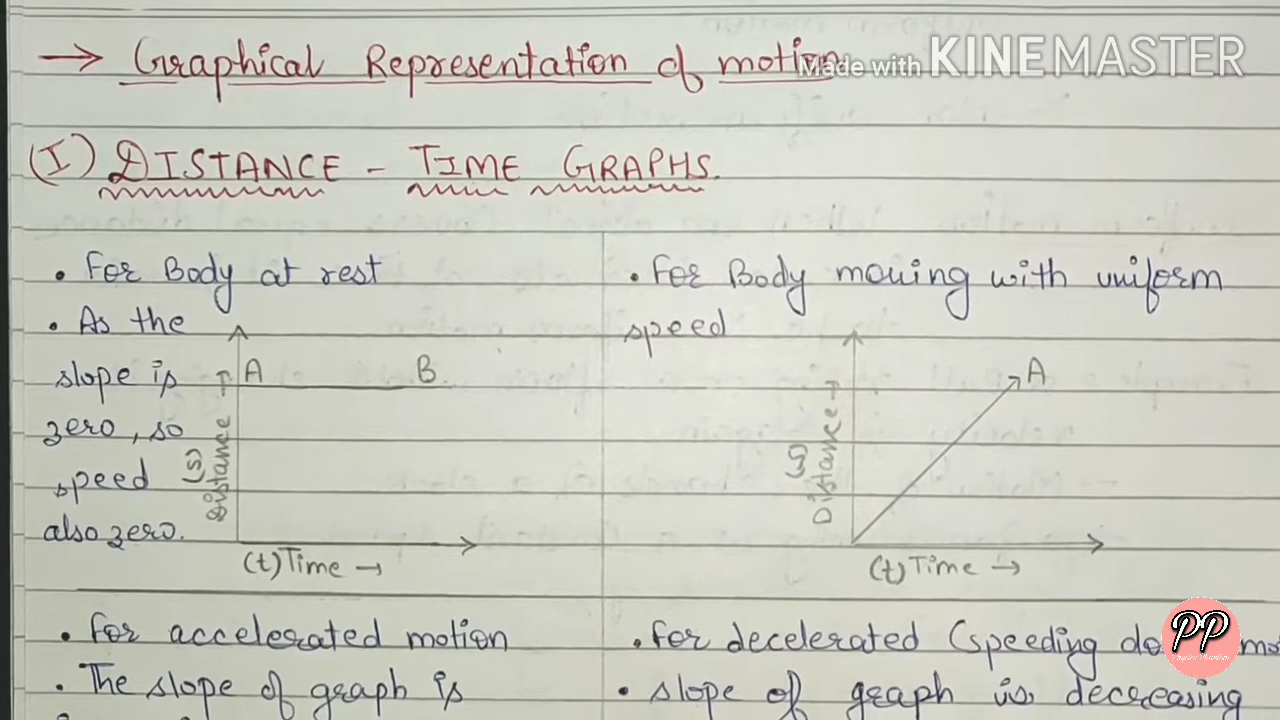 → Graphical Representation of motion
Made with KINEMASTER
(I) DISTANCE - TIME GRAPHS.
• For Body at rest
• As the
slope is
zero, so
speed
also zero.
A B
(s)
Distance →
(t) Time →
• For Body moving with uniform
speed
A
(s)
Distance →
(t) Time →
• For accelerated motion
• The slope of graph is
• For decelerated (speeding do
• slope of graph is decreasing
PP